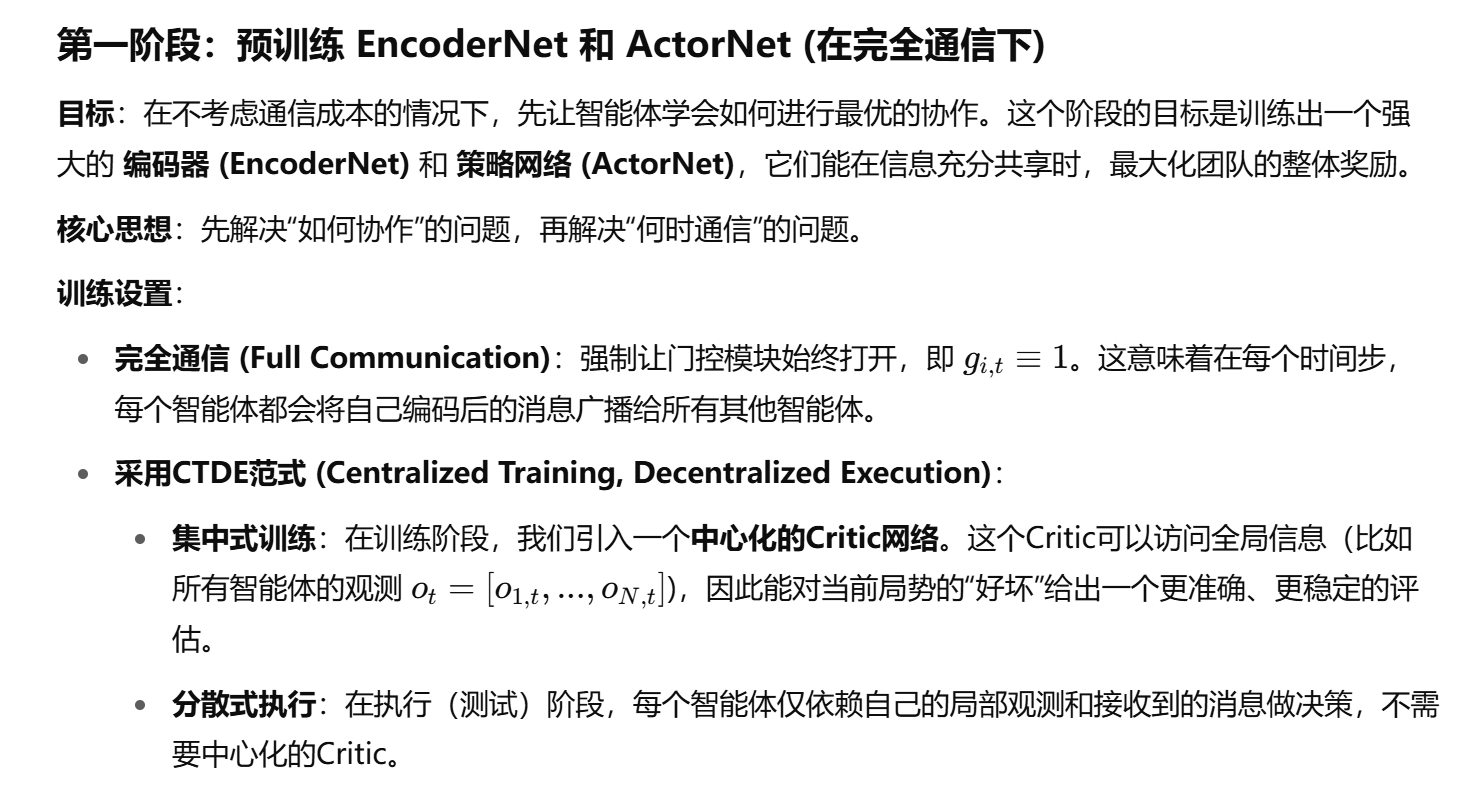 第一阶段：预训练 EncoderNet 和 ActorNet (在完全通信下)
目标：在不考虑通信成本的情况下，先让智能体学会如何进行最优的协作。这个阶段的目标是训练出一个强
大的 编码器 (EncoderNet) 和 策略网络 (ActorNet)，它们能在信息充分共享时，最大化团队的整体奖励。
核心思想：先解决“如何协作”的问题，再解决“何时通信”的问题。
训练设置：
• 完全通信 (Full Communication)：强制让门控模块始终打开，即 g_{i,t} ≡ 1。这意味着在每个时间步，
每个智能体都会将自己编码后的消息广播给所有其他智能体。
• 采用CTDE范式 (Centralized Training, Decentralized Execution)：
• 集中式训练：在训练阶段，我们引入一个中心化的Critic网络。这个Critic可以访问全局信息（比如
所有智能体的观测 o_t = [o_{1,t}, ..., o_{N,t}]），因此能对当前局势的“好坏”给出一个更准确、更稳定的评
估。
• 分散式执行：在执行（测试）阶段，每个智能体仅依赖自己的局部观测和接收到的消息做决策，不需
要中心化的Critic。